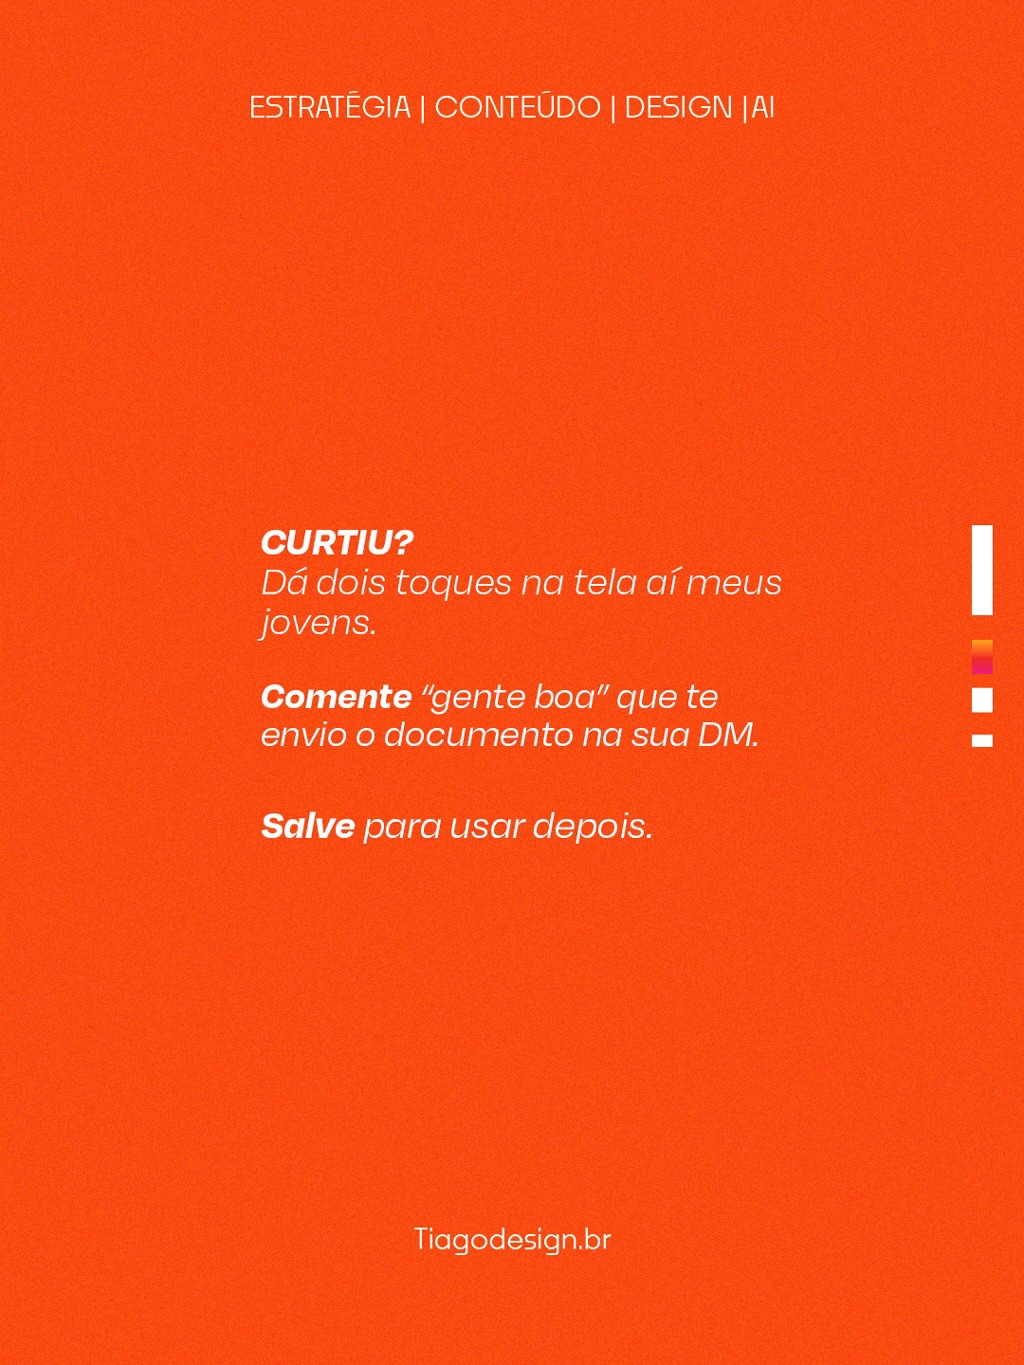 ESTRATÉGIA | CONTEÚDO | DESIGN | AI
CURTIU?
Dá dois toques na tela aí meus
jovens.
Comente “gente boa” que te
envio o documento na sua DM.
Salve para usar depois.
Tiagodesign.br